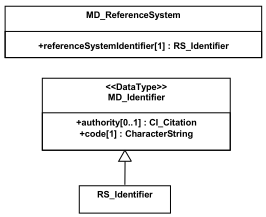 MD_ReferenceSystem
+referenceSystemIdentifier[1] : RS_Identifier
<<DataType>>
MD_Identifier
+authority[0..1] : CI_Citation
+code[1] : CharacterString
RS_Identifier